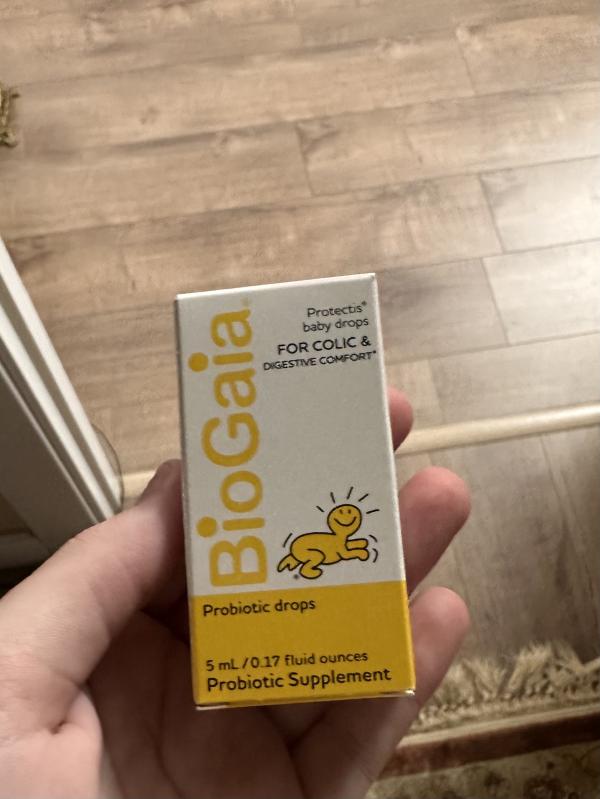 BioGaia®
Protectis®
baby drops
FOR COLIC &
DIGESTIVE COMFORT*
Probiotic drops
5 mL / 0.17 fluid ounces
Probiotic Supplement